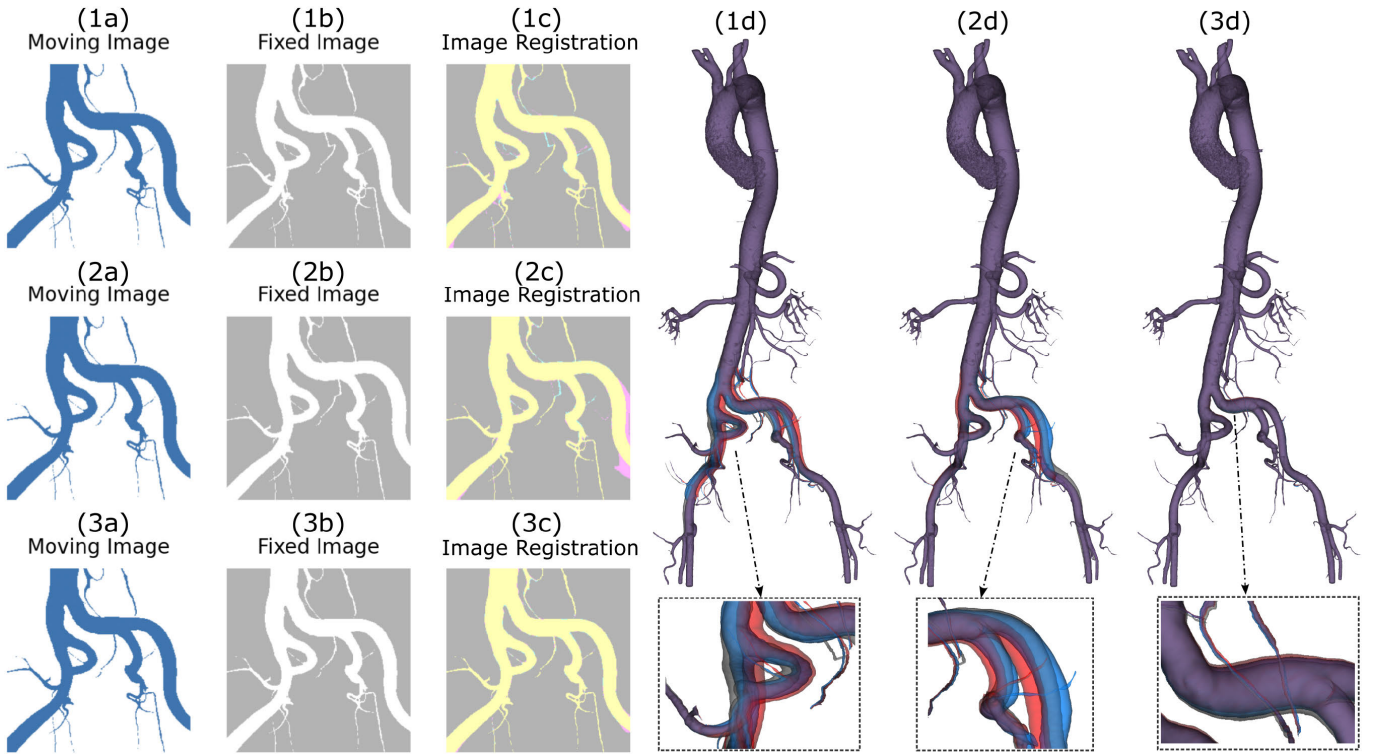 (1a)
Moving Image
(1b)
Fixed Image
(1c)
Image Registration
(1d)
(2d)
(3d)
(2a)
Moving Image
(2b)
Fixed Image
(2c)
Image Registration
(3a)
Moving Image
(3b)
Fixed Image
(3c)
Image Registration